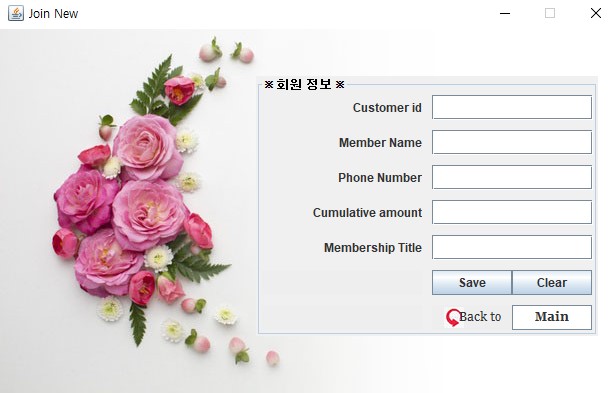 Join New
※ 회원 정보 ※
Customer id
Member Name
Phone Number
Cumulative amount
Membership Title
Save Clear
Back to Main